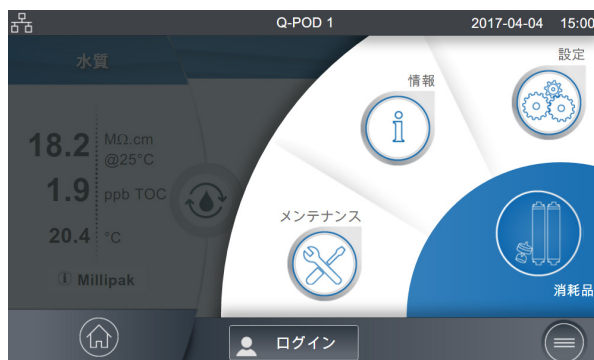 Q-POD 1
2017-04-04 15:00
水質
18.2 MΩ.cm
@25°C
1.9 ppb TOC
20.4 °C
Millipak
設定
情報
メンテナンス
消耗品
ログイン